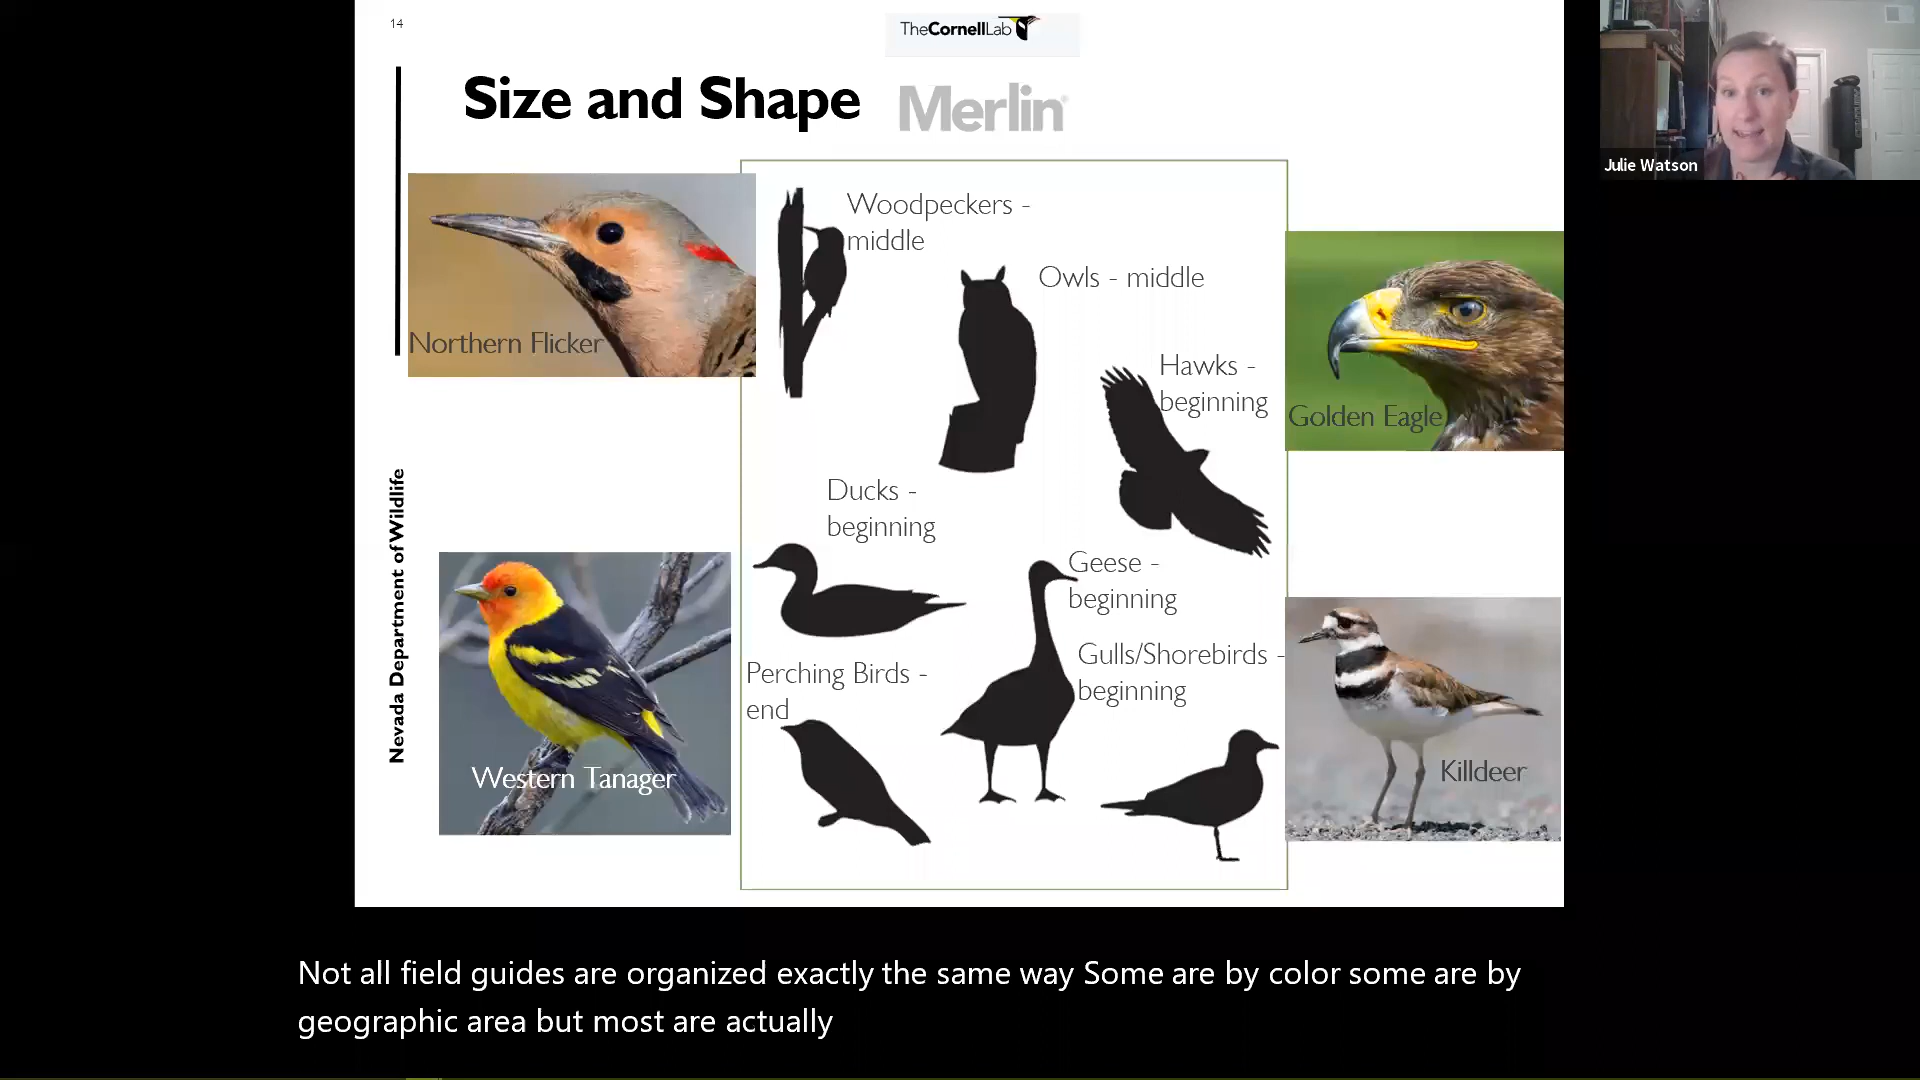 14
TheCornellLab
Size and Shape
Merlin
Woodpeckers -
middle
Owls - middle
Northern Flicker
Hawks -
beginning
Golden Eagle
Ducks -
beginning
Geese -
beginning
Nevada Department of Wildlife
Gulls/Shorebirds -
beginning
Perching Birds -
end
Western Tanager
Killdeer
Julie Watson
Not all field guides are organized exactly the same way Some are by color some are by
geographic area but most are actually